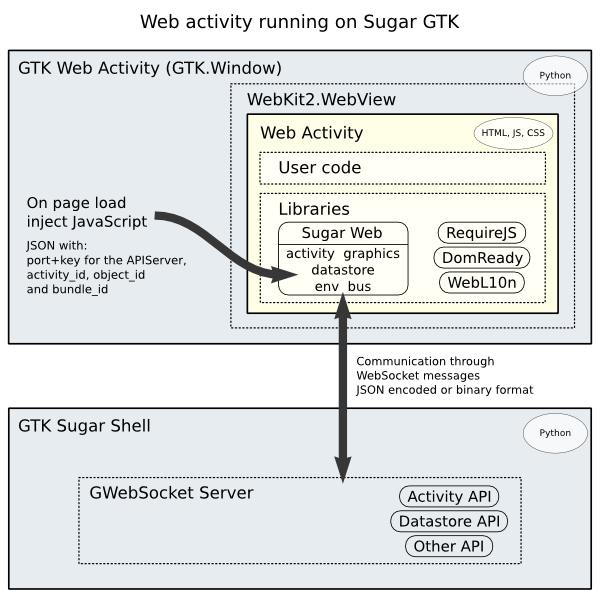 Web activity running on Sugar GTK
GTK Web Activity (GTK.Window)
Python
WebKit2.WebView
Web Activity
HTML, JS, CSS
User code
On page load
inject JavaScript
JSON with:
port+key for the APIServer,
activity_id, object_id
and bundle_id
Libraries
Sugar Web
activity graphics
datastore
env bus
RequireJS
DomReady
WebL10n
Communication through
WebSocket messages
JSON encoded or binary format
GTK Sugar Shell
Python
GWebSocket Server
Activity API
Datastore API
Other API